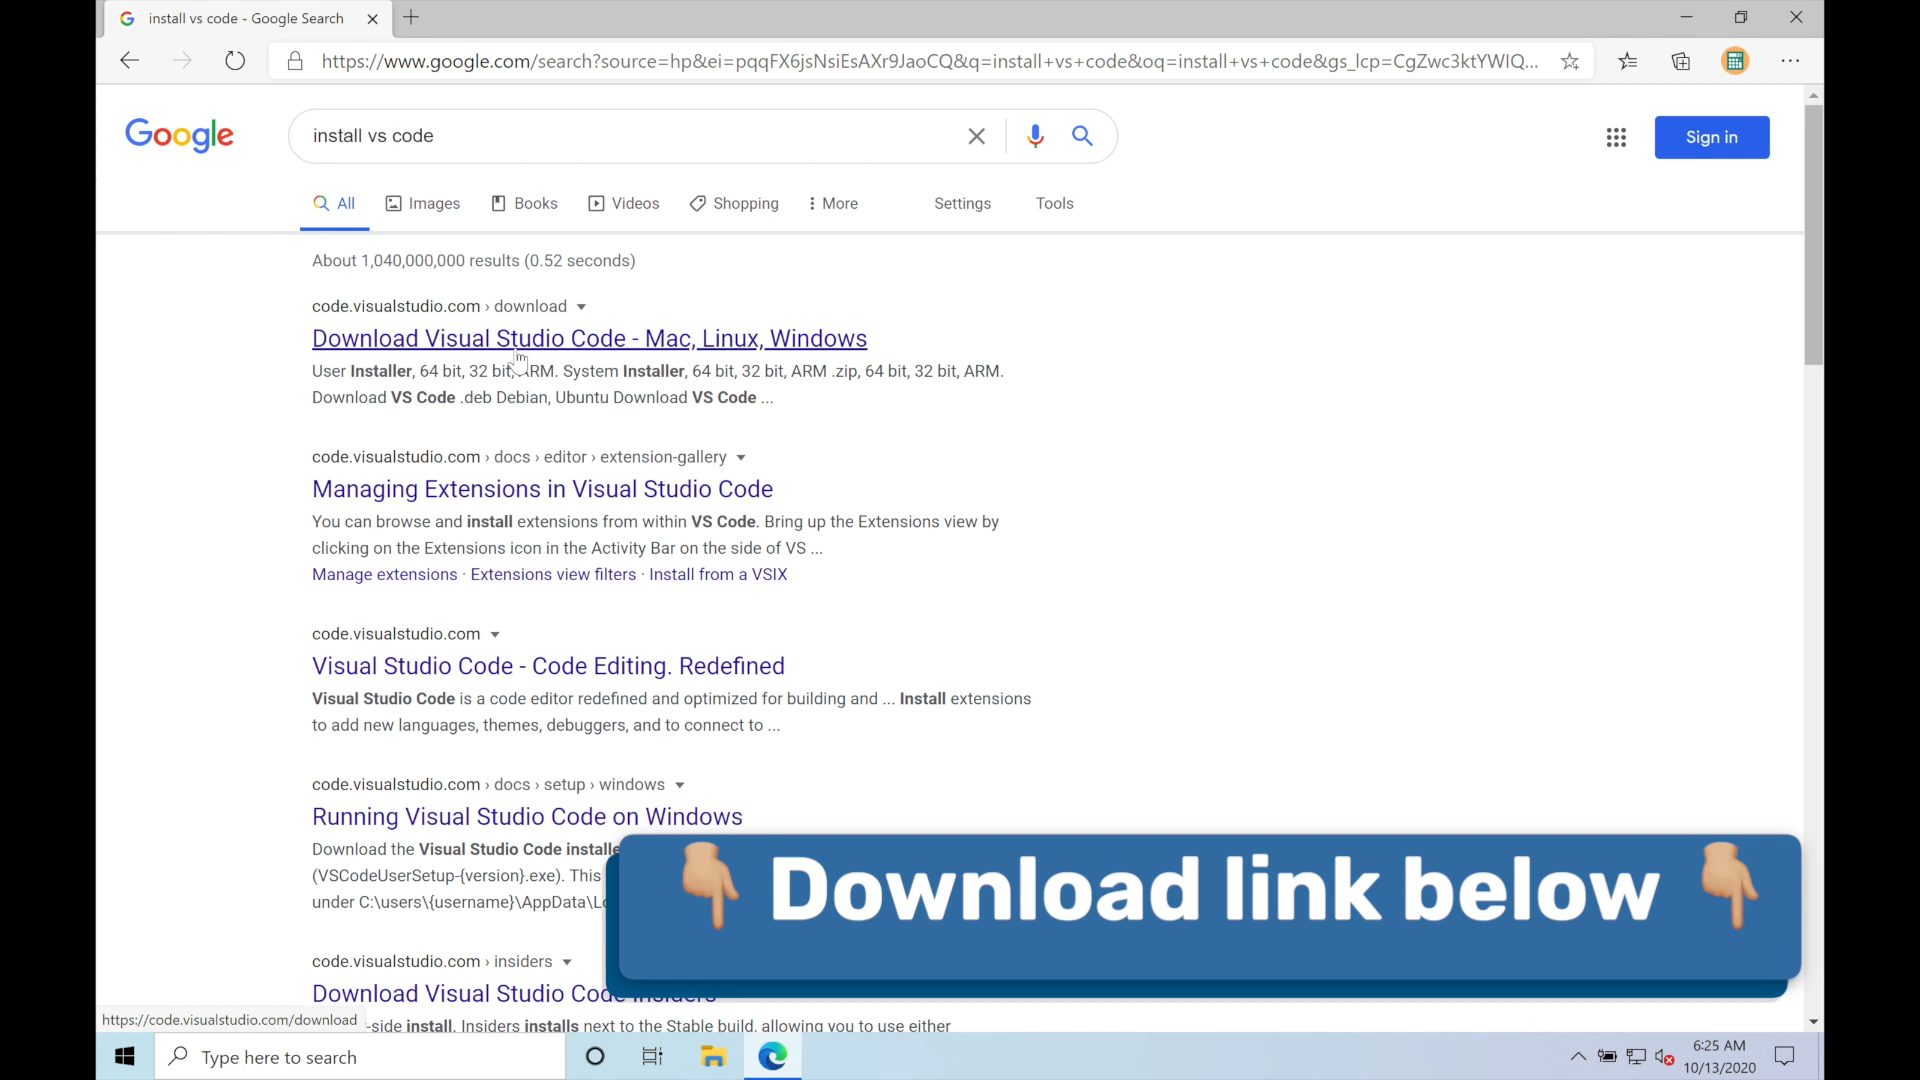 install vs code - Google Search
https://www.google.com/search?source=hp&ei=pqqFX6jsNsiEsAXr9JaoCQ&q=install+vs+code&oq=install+vs+code&gs_lcp=CgZwc3ktYWIQ...
Google
install vs code
Sign in
All Images Books Videos Shopping More Settings Tools
About 1,040,000,000 results (0.52 seconds)
code.visualstudio.com › download
Download Visual Studio Code - Mac, Linux, Windows
User Installer, 64 bit, 32 bit, ARM. System Installer, 64 bit, 32 bit, ARM .zip, 64 bit, 32 bit, ARM.
Download VS Code .deb Debian, Ubuntu Download VS Code ...
code.visualstudio.com › docs › editor › extension-gallery
Managing Extensions in Visual Studio Code
You can browse and install extensions from within VS Code. Bring up the Extensions view by
clicking on the Extensions icon in the Activity Bar on the side of VS ...
Manage extensions · Extensions view filters · Install from a VSIX
code.visualstudio.com
Visual Studio Code - Code Editing. Redefined
Visual Studio Code is a code editor redefined and optimized for building and ... Install extensions
to add new languages, themes, debuggers, and to connect to ...
code.visualstudio.com › docs › setup › windows
Running Visual Studio Code on Windows
Download the Visual Studio Code installe
(VSCodeUserSetup-{version}.exe). This
under C:\users\{username}\AppData\Lo
Download link below
code.visualstudio.com › insiders
Download Visual Studio Code Insiders
https://code.visualstudio.com/download
-side install. Insiders installs next to the Stable build, allowing you to use either
Type here to search
6:25 AM
10/13/2020